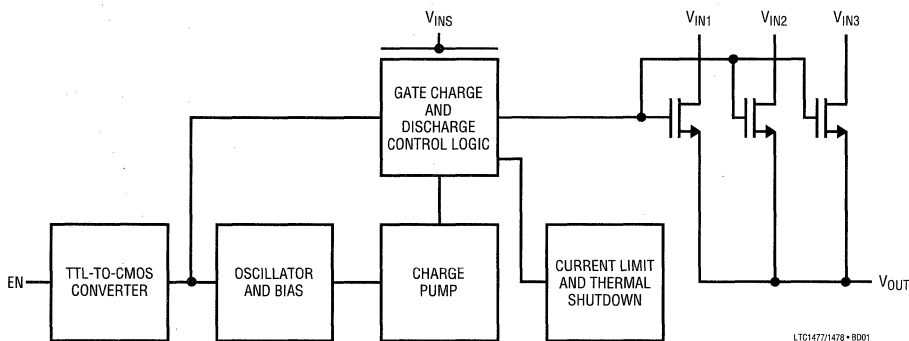 V_INS
V_IN1 V_IN2 V_IN3
GATE CHARGE
AND
DISCHARGE
CONTROL LOGIC
EN
TTL-TO-CMOS
CONVERTER
OSCILLATOR
AND BIAS
CHARGE
PUMP
CURRENT LIMIT
AND THERMAL
SHUTDOWN
V_OUT
LTC1477/1478 • BD01